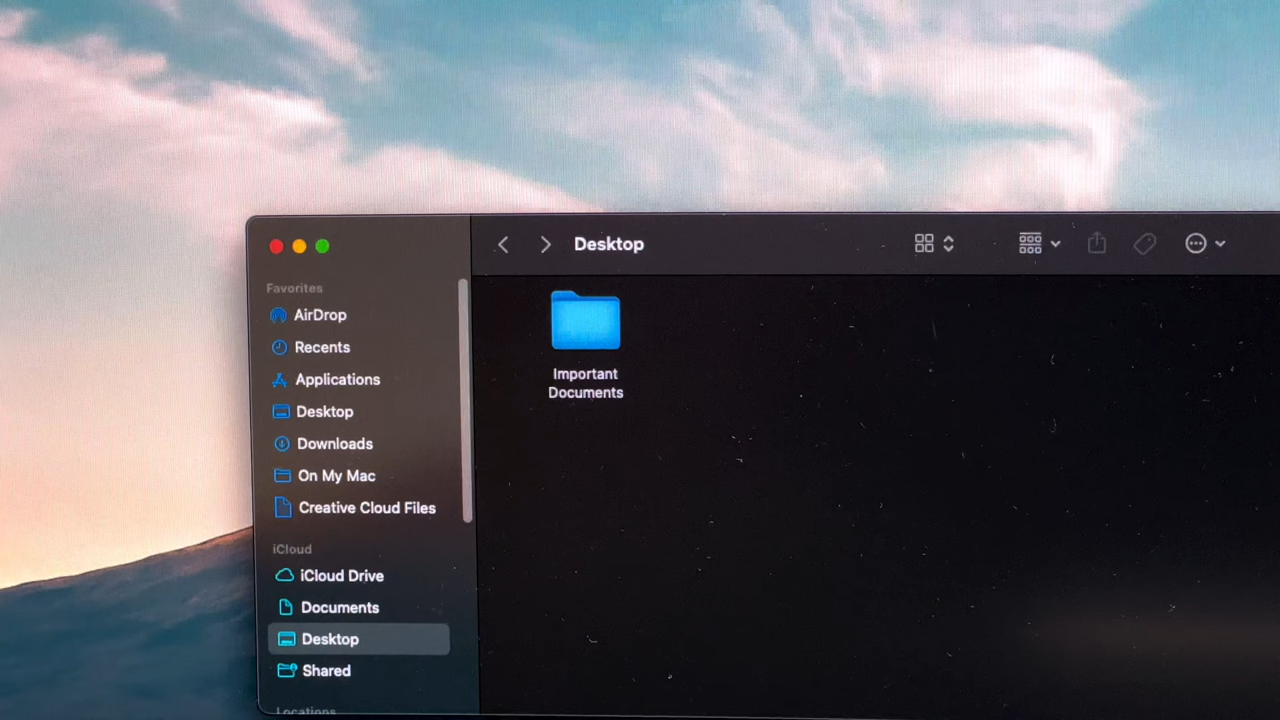 Desktop
Favorites
AirDrop
Recents
Applications
Desktop
Downloads
On My Mac
Creative Cloud Files
iCloud
iCloud Drive
Documents
Desktop
Shared
Locations
Important
Documents